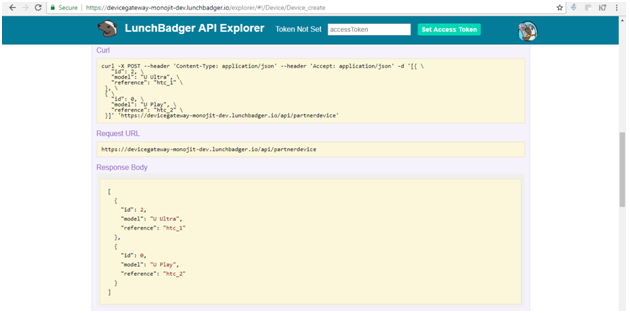 Secure https://devicegateway-monojit-dev.lunchbadger.io/explorer/#!/Device/Device_create
LunchBadger API Explorer Token Not Set accessToken Set Access Token
Curl
curl -X POST --header 'Content-Type: application/json' --header 'Accept: application/json' -d '[{ \
"id": 2, \
"model": "U Ultra", \
"reference": "htc_1" \
}, \
{ \
"id": 0, \
"model": "U Play", \
"reference": "htc_2" \
}]' 'https://devicegateway-monojit-dev.lunchbadger.io/api/partnerdevice'
Request URL
https://devicegateway-monojit-dev.lunchbadger.io/api/partnerdevice
Response Body
[
{
"id": 2,
"model": "U Ultra",
"reference": "htc_1"
},
{
"id": 0,
"model": "U Play",
"reference": "htc_2"
}
]